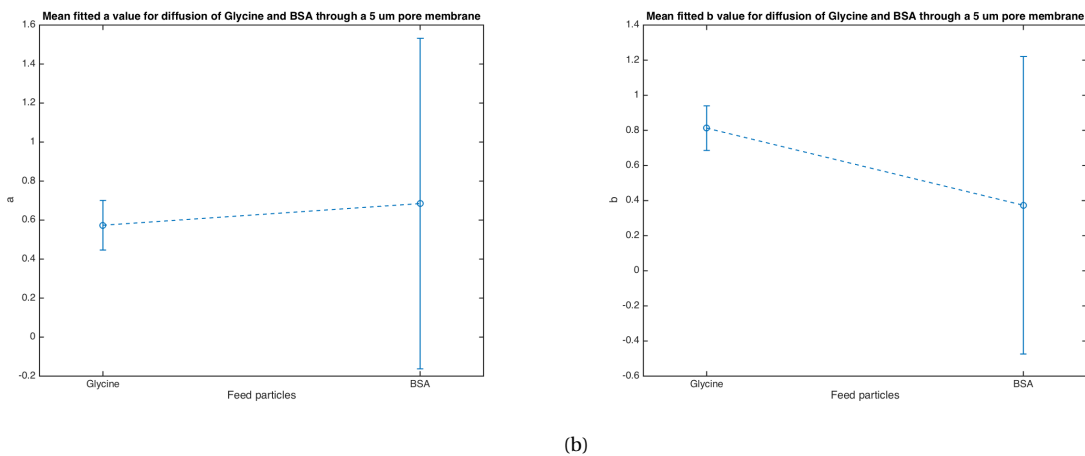 Mean fitted a value for diffusion of Glycine and BSA through a 5 um pore membrane
1.6
1.4
1.2
1
0.8
0.6
0.4
0.2
0
-0.2
a
Glycine
BSA
Feed particles
Mean fitted b value for diffusion of Glycine and BSA through a 5 um pore membrane
1.4
1.2
1
0.8
0.6
0.4
0.2
0
-0.2
-0.4
-0.6
b
Glycine
BSA
Feed particles
(b)